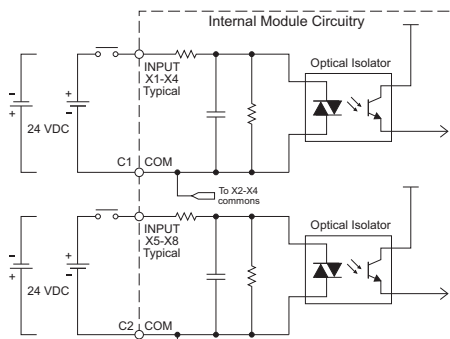 Internal Module Circuitry
INPUT
X1-X4
Typical
Optical Isolator
-
+
24 VDC
+
-
C1 COM
To X2-X4
commons
INPUT
X5-X8
Typical
Optical Isolator
-
+
24 VDC
+
-
C2 COM